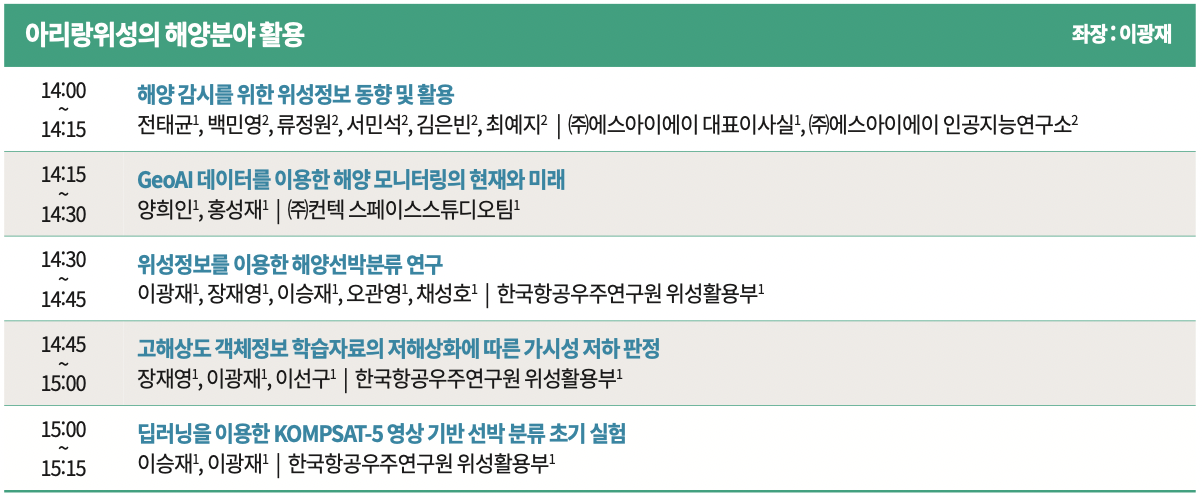 아리랑위성의 해양분야 활용 좌장 : 이광재
14:00
~
14:15
해양 감시를 위한 위성정보 동향 및 활용
전태균¹, 백민영², 류정원², 서민석², 김은빈², 최예지² | ㈜에스아이에이 대표이사실¹, ㈜에스아이에이 인공지능연구소²
14:15
~
14:30
GeoAI 데이터를 이용한 해양 모니터링의 현재와 미래
양희인¹, 홍성재¹ | ㈜컨텍 스페이스스튜디오팀¹
14:30
~
14:45
위성정보를 이용한 해양선박분류 연구
이광재¹, 장재영¹, 이승재¹, 오관영¹, 채성호¹ | 한국항공우주연구원 위성활용부¹
14:45
~
15:00
고해상도 객체정보 학습자료의 저해상화에 따른 가시성 저하 판정
장재영¹, 이광재¹, 이선구¹ | 한국항공우주연구원 위성활용부¹
15:00
~
15:15
딥러닝을 이용한 KOMPSAT-5 영상 기반 선박 분류 초기 실험
이승재¹, 이광재¹ | 한국항공우주연구원 위성활용부¹